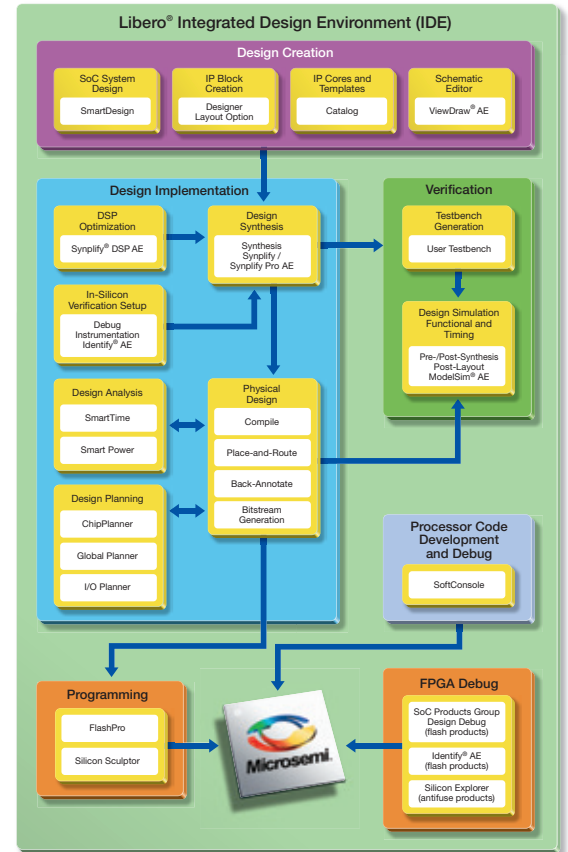 Libero® Integrated Design Environment (IDE)
Design Creation
SoC System
Design
SmartDesign
IP Block
Creation
Designer
Layout Option
IP Cores and
Templates
Catalog
Schematic
Editor
ViewDraw® AE
Design Implementation
DSP
Optimization
Synplify® DSP AE
Design
Synthesis
Synthesis
Synplify /
Synplify Pro AE
In-Silicon
Verification Setup
Debug
Instrumentation
Identify® AE
Design Analysis
SmartTime
Smart Power
Physical
Design
Compile
Place-and-Route
Back-Annotate
Bitstream
Generation
Design Planning
ChipPlanner
Global Planner
I/O Planner
Verification
Testbench
Generation
User Testbench
Design Simulation
Functional and
Timing
Pre-/Post-Synthesis
Post-Layout
ModelSim® AE
Processor Code
Development
and Debug
SoftConsole
Programming
FlashPro
Silicon Sculptor
Microsemi.
FPGA Debug
SoC Products Group
Design Debug
(flash products)
Identify® AE
(flash products)
Silicon Explorer
(antifuse products)